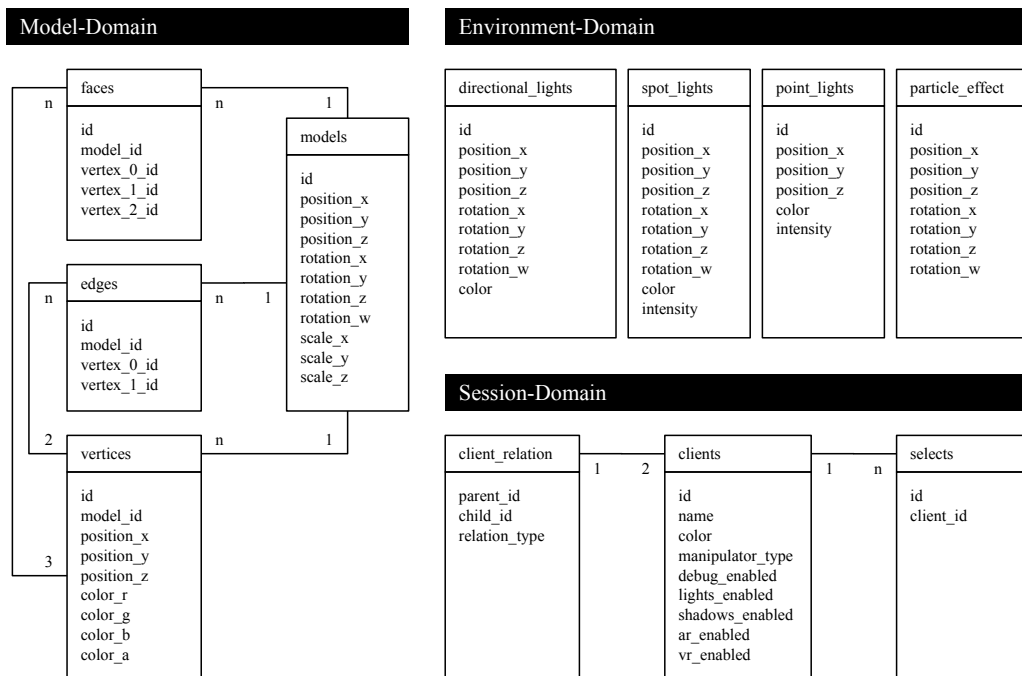 Model-Domain
n
faces
n
1
id
model_id
vertex_0_id
vertex_1_id
vertex_2_id
models
id
position_x
position_y
position_z
rotation_x
rotation_y
rotation_z
rotation_w
scale_x
scale_y
scale_z
n
edges
n
1
id
model_id
vertex_0_id
vertex_1_id
2
vertices
n
1
3
id
model_id
position_x
position_y
position_z
color_r
color_g
color_b
color_a
Environment-Domain
directional_lights
id
position_x
position_y
position_z
rotation_x
rotation_y
rotation_z
rotation_w
color
spot_lights
id
position_x
position_y
position_z
rotation_x
rotation_y
rotation_z
rotation_w
color
intensity
point_lights
id
position_x
position_y
position_z
color
intensity
particle_effect
id
position_x
position_y
position_z
rotation_x
rotation_y
rotation_z
rotation_w
Session-Domain
client_relation
parent_id
child_id
relation_type
1
2
clients
id
name
color
manipulator_type
debug_enabled
lights_enabled
shadows_enabled
ar_enabled
vr_enabled
1
n
selects
id
client_id